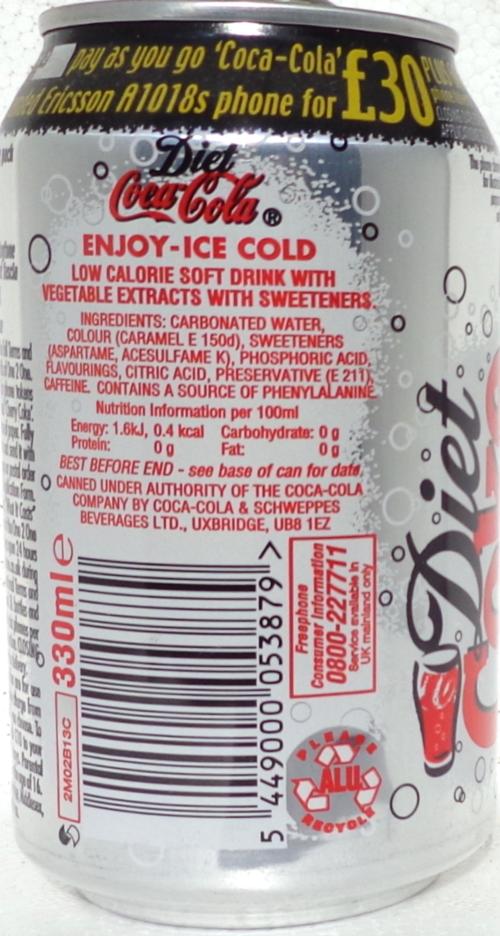 pay as you go 'Coca-Cola'
Ericsson A1018s phone for £30
Diet
Coca-Cola®
ENJOY-ICE COLD
LOW CALORIE SOFT DRINK WITH
VEGETABLE EXTRACTS WITH SWEETENERS.
INGREDIENTS: CARBONATED WATER,
COLOUR (CARAMEL E 150d), SWEETENERS
(ASPARTAME, ACESULFAME K), PHOSPHORIC ACID,
FLAVOURINGS, CITRIC ACID, PRESERVATIVE (E 211),
CAFFEINE. CONTAINS A SOURCE OF PHENYLALANINE.
Nutrition Information per 100ml
Energy: 1.6kJ, 0.4 kcal Carbohydrate: 0 g
Protein: 0 g Fat: 0 g
BEST BEFORE END - see base of can for date.
CANNED UNDER AUTHORITY OF THE COCA-COLA
COMPANY BY COCA-COLA & SCHWEPPES
BEVERAGES LTD., UXBRIDGE, UB8 1EZ
330ml e
2M02B13C
5 449000 053879 >
Freephone
Consumer Information
0800-227711
Service available in
UK mainland only
PLEASE
ALU
RECYCLE
Diet